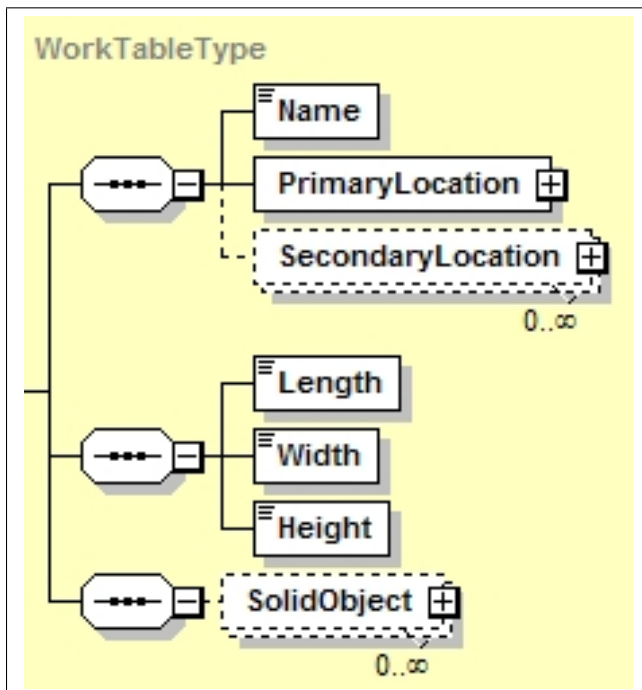 WorkTableType
Name
PrimaryLocation
SecondaryLocation
0..∞
Length
Width
Height
SolidObject
0..∞